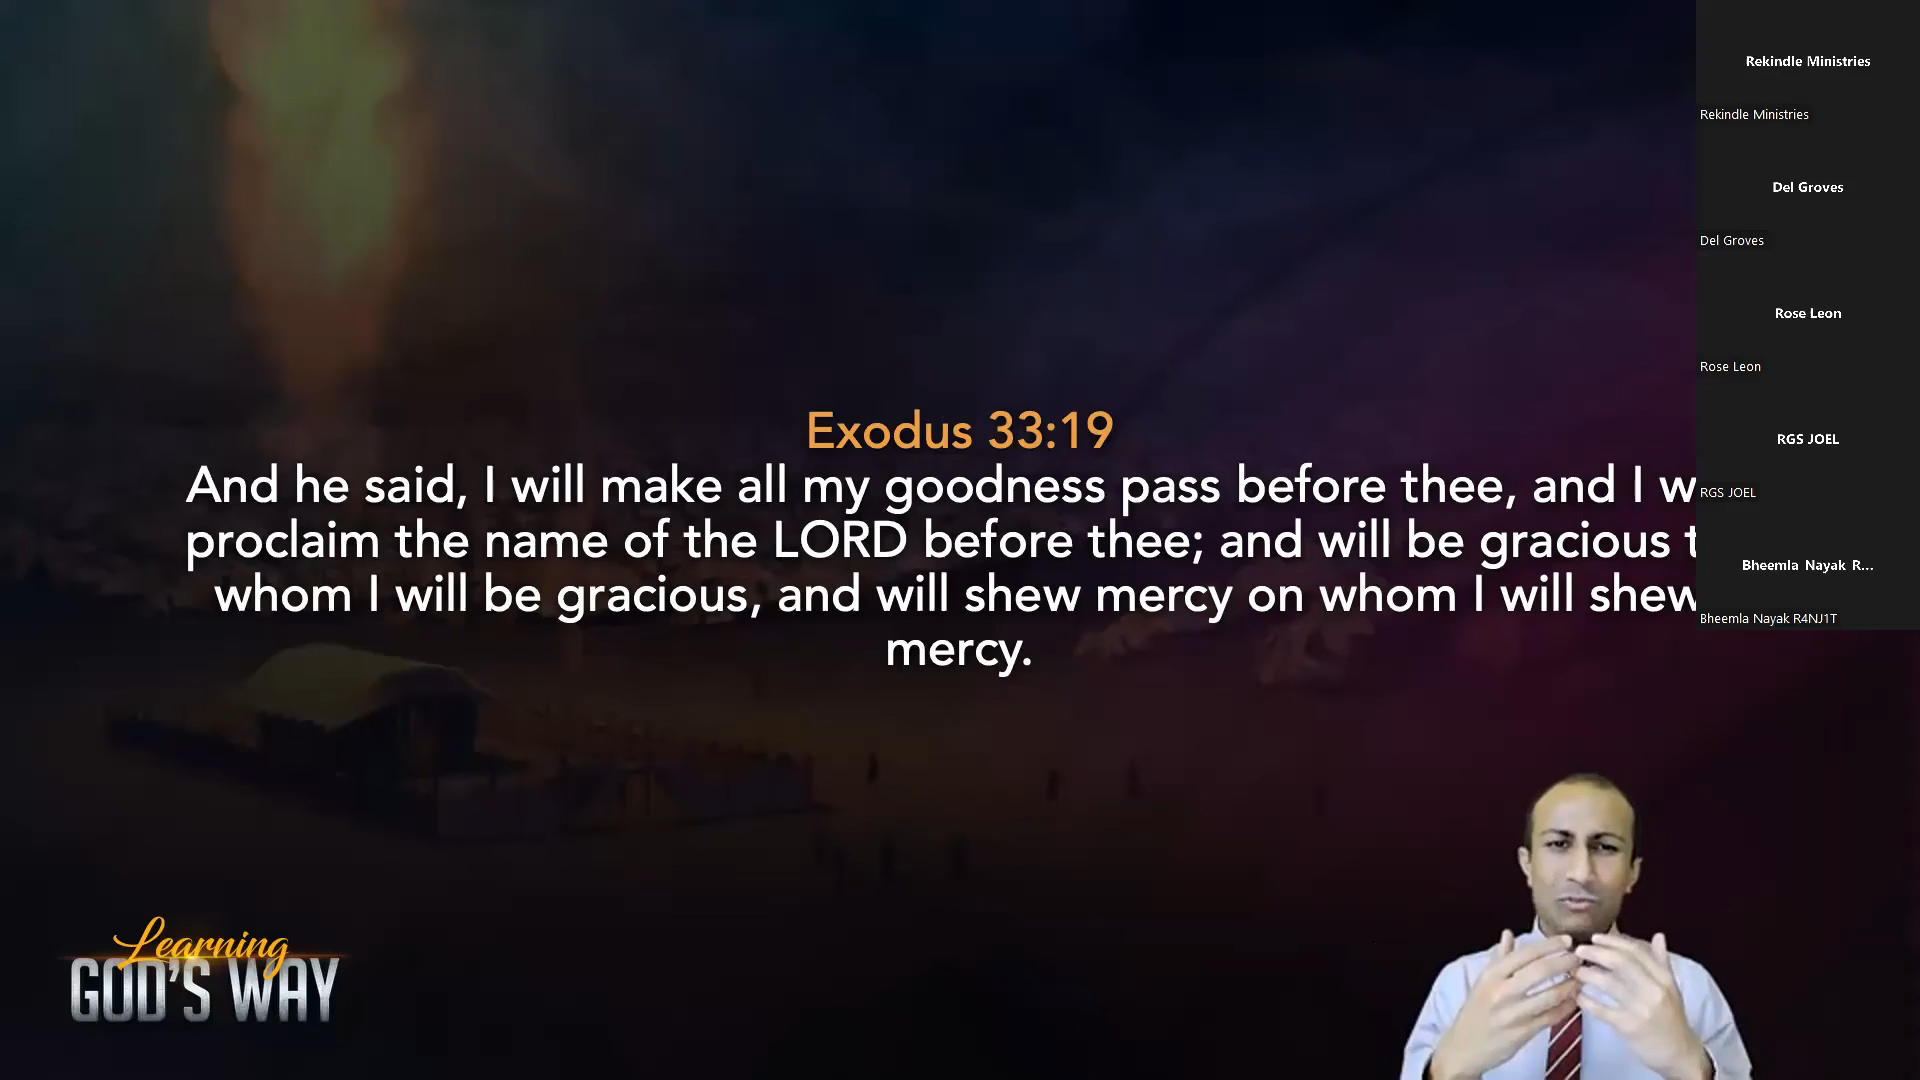 Exodus 33:19
And he said, I will make all my goodness pass before thee, and I w
proclaim the name of the LORD before thee; and will be gracious t
whom I will be gracious, and will shew mercy on whom I will shew
mercy.
Learning
GOD'S WAY
Rekindle Ministries
Rekindle Ministries
Del Groves
Del Groves
Rose Leon
Rose Leon
RGS JOEL
RGS JOEL
Bheemla Nayak R...
Bheemla Nayak R4NJ1T